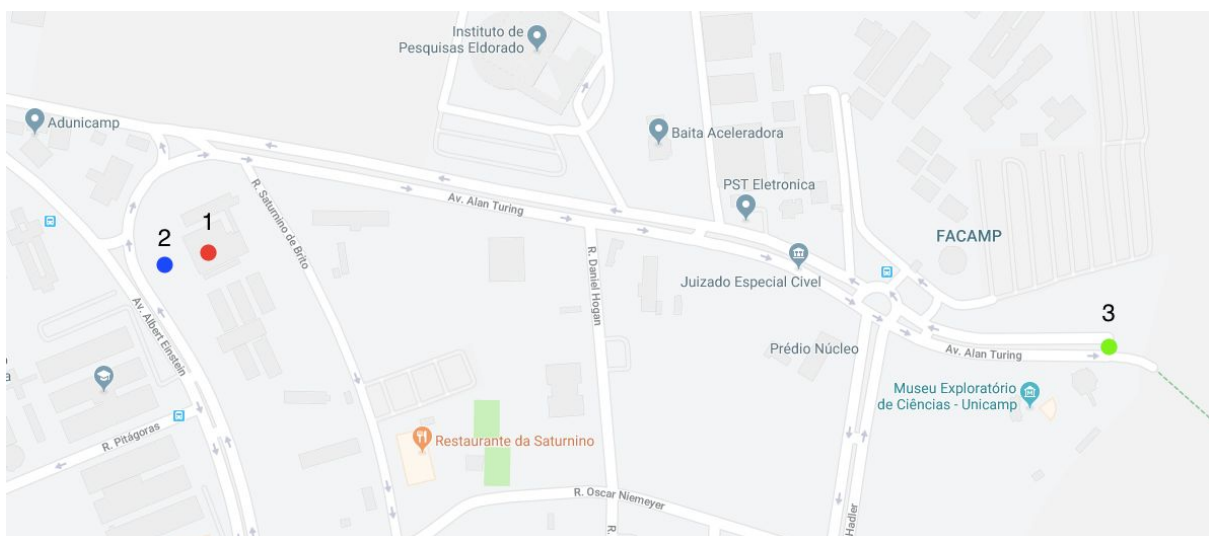 Instituto de
Pesquisas Eldorado
Adunicamp
Baita Aceleradora
PST Eletronica
R. Saturnino de Brito
Av. Alan Turing
1
2
FACAMP
R. Daniel Hogan
Juizado Especial Civel
3
Av. Albert Einstein
Prédio Núcleo
Av. Alan Turing
a
Museu Exploratório
de Ciências - Unicamp
R. Pitágoras
Restaurante da Saturnino
R. Oscar Niemeyer
Hadler
R.